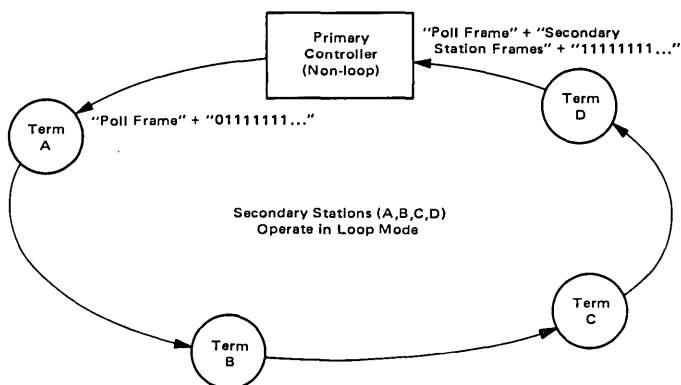 Primary
Controller
(Non-loop)
"Poll Frame" + "Secondary
Station Frames" + "11111111..."
Term
A
"Poll Frame" + "01111111..."
Term
D
Secondary Stations (A,B,C,D)
Operate in Loop Mode
Term
C
Term
B